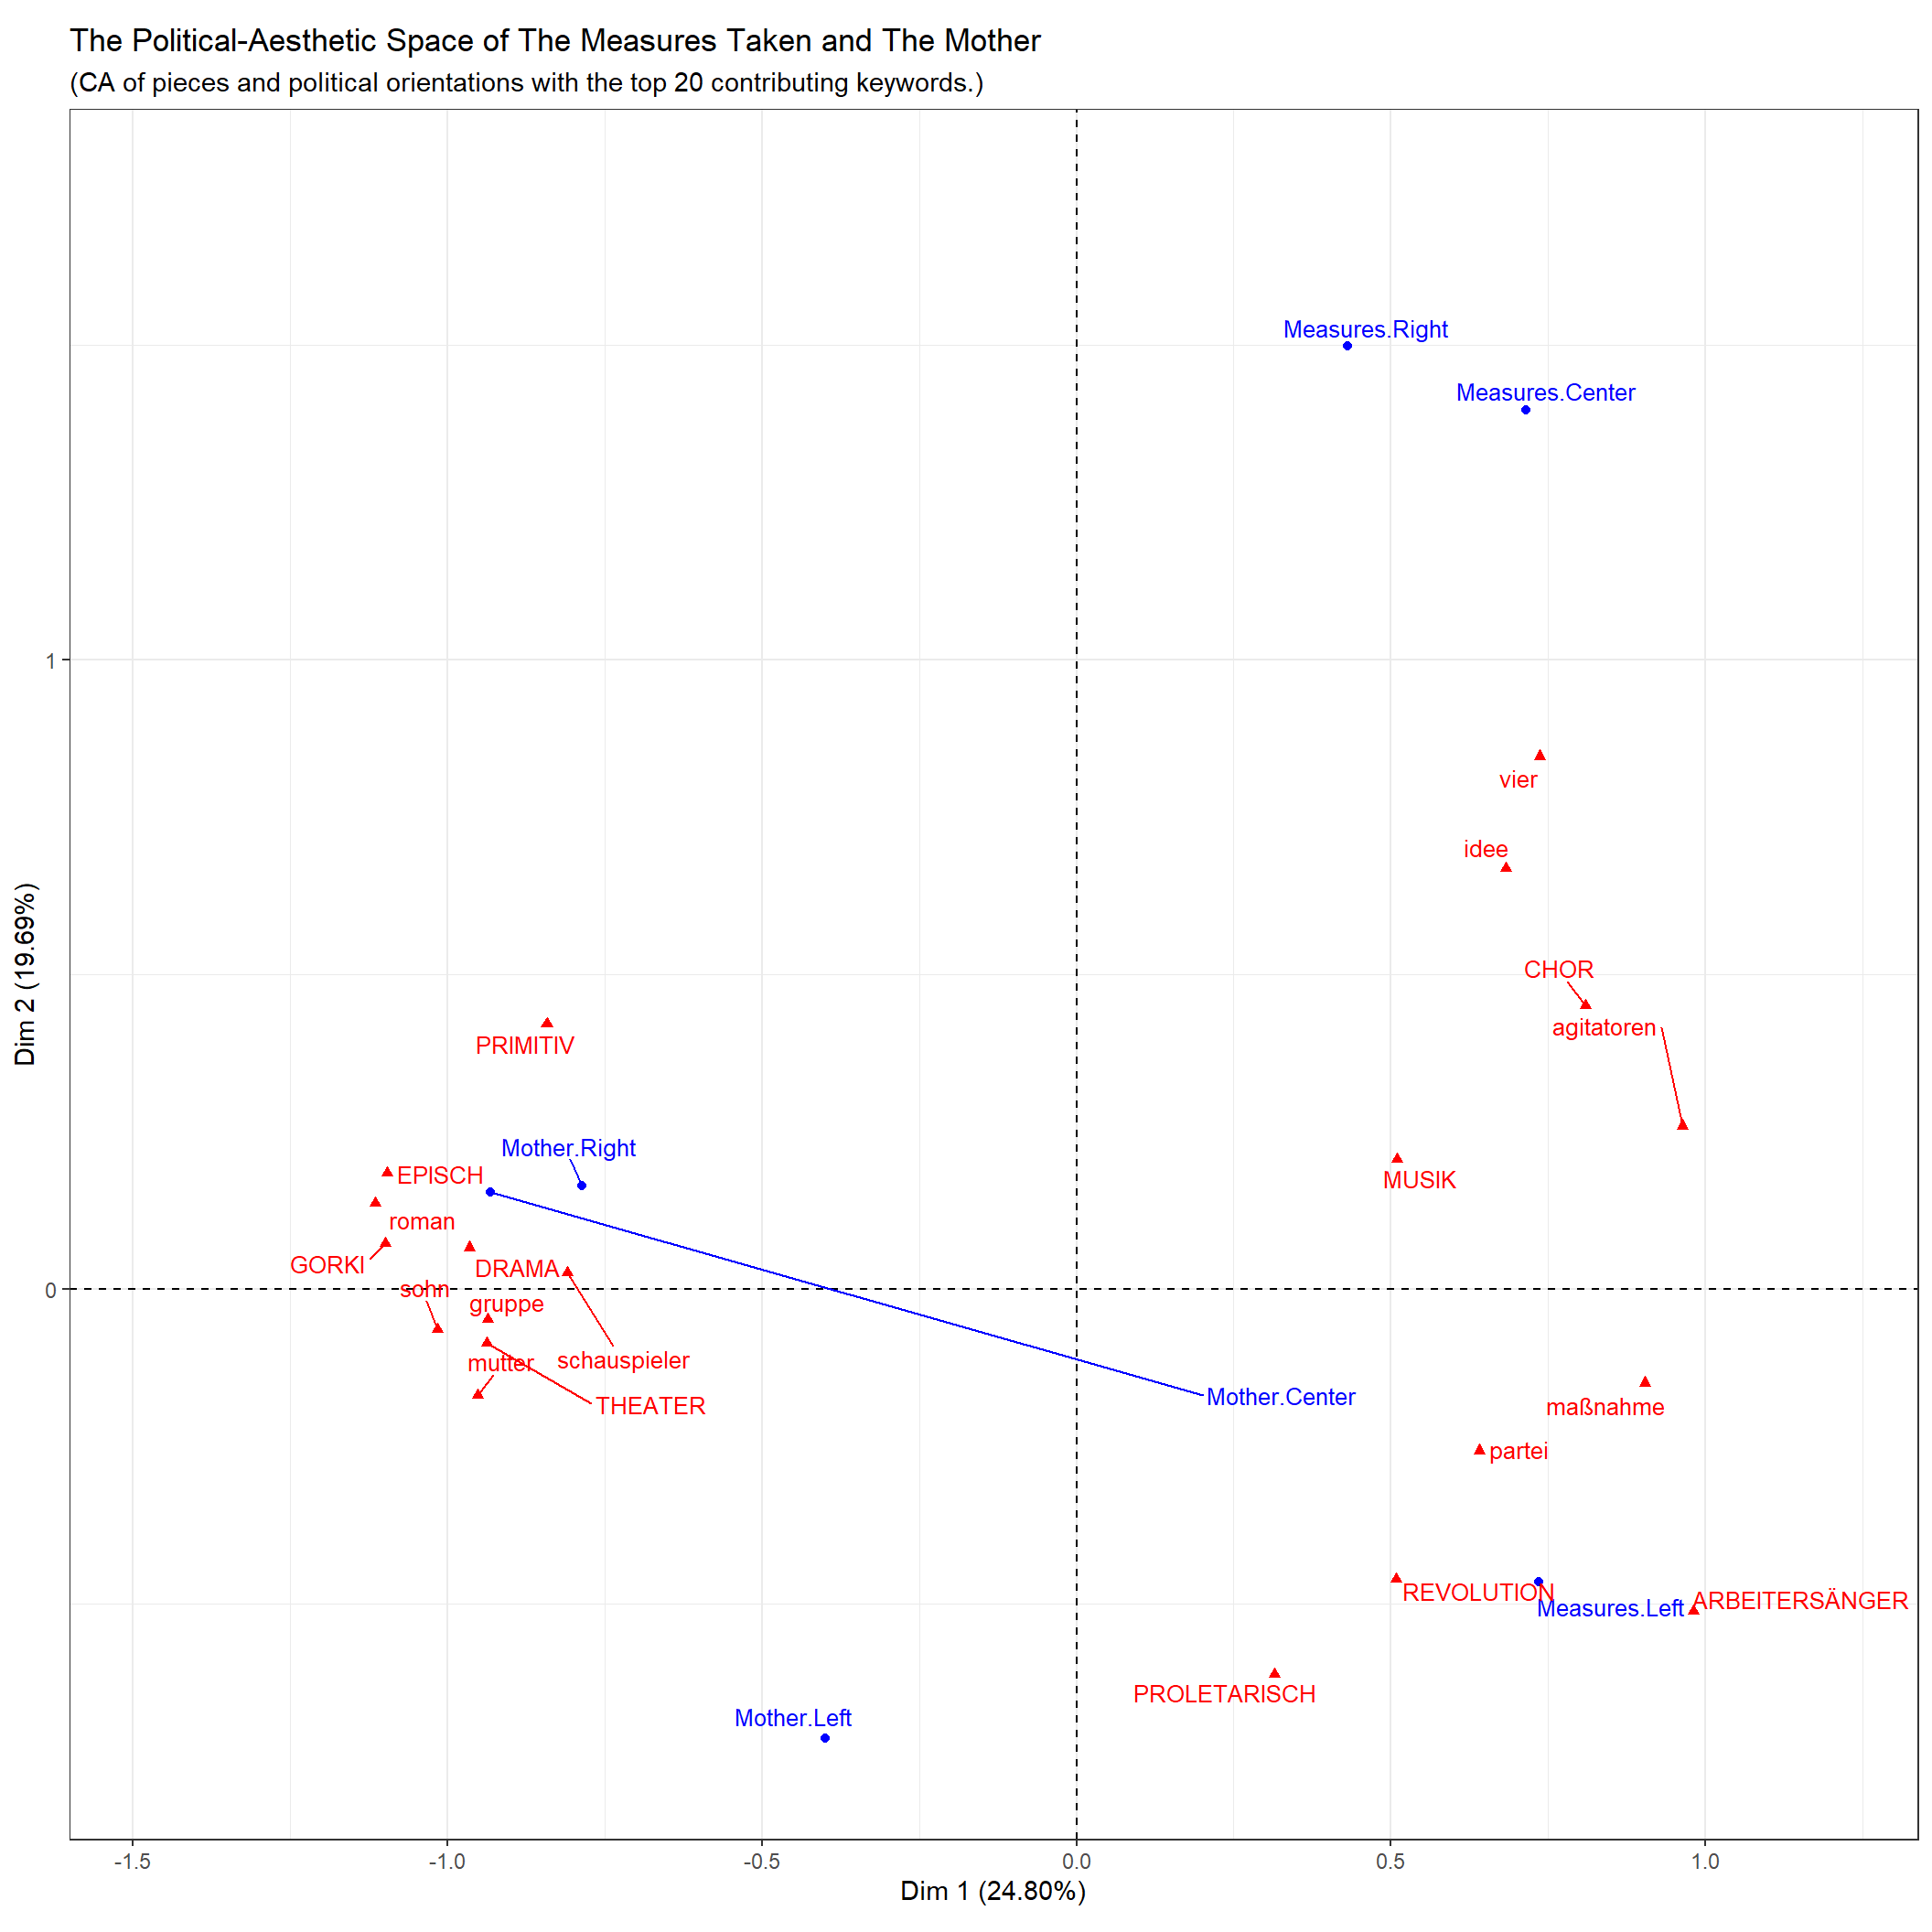 The Political-Aesthetic Space of The Measures Taken and The Mother
(CA of pieces and political orientations with the top 20 contributing keywords.)
Measures.Right
Measures.Center
1
vier
idee
CHOR
agitatoren
PRIMITIV
Mother.Right
EPISCH
MUSIK
roman
GORKI
DRAMA
sohn
0
gruppe
mutter
schauspieler
THEATER
Mother.Center
maßnahme
partei
REVOLUTION
Measures.Left
ARBEITERSÄNGER
PROLETARISCH
Mother.Left
Dim 2 (19.69%)
-1.5 -1.0 -0.5 0.0 0.5 1.0
Dim 1 (24.80%)